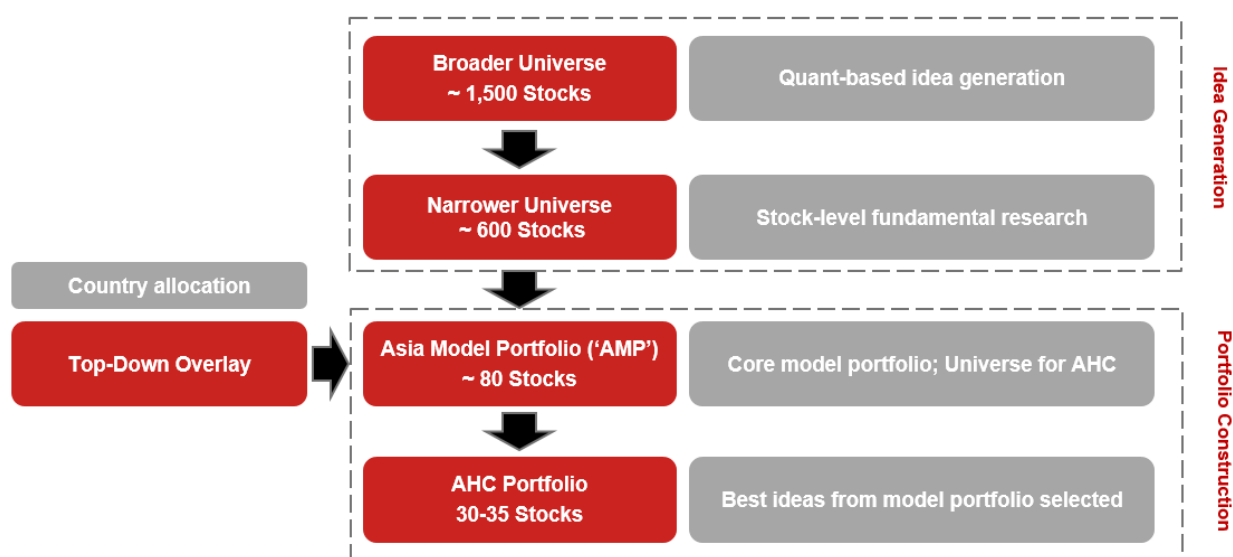 Broader Universe
~ 1,500 Stocks
Quant-based idea generation
Idea Generation
Narrower Universe
~ 600 Stocks
Stock-level fundamental research
Country allocation
Top-Down Overlay
Asia Model Portfolio (‘AMP’)
~ 80 Stocks
Core model portfolio; Universe for AHC
Portfolio Construction
AHC Portfolio
30-35 Stocks
Best ideas from model portfolio selected